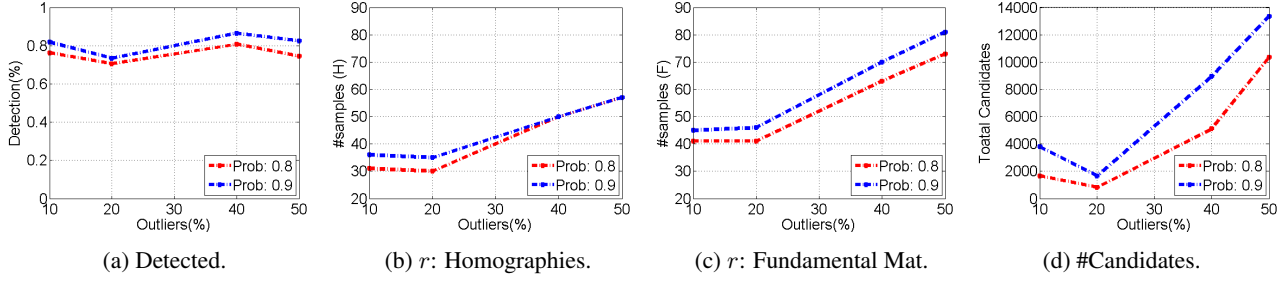 1
0.8
0.6
0.4
0.2
0
Detection(%)
10 20 30 40 50
Outliers(%)
Prob: 0.8
Prob: 0.9
(a) Detected.
90
80
70
60
50
40
30
20
#samples (H)
10 20 30 40 50
Outliers(%)
Prob: 0.8
Prob: 0.9
(b) r: Homographies.
90
80
70
60
50
40
30
20
#samples (F)
10 20 30 40 50
Outliers(%)
Prob: 0.8
Prob: 0.9
(c) r: Fundamental Mat.
14000
12000
10000
8000
6000
4000
2000
0
Toatal Candidates
10 20 30 40 50
Outliers(%)
Prob: 0.8
Prob: 0.9
(d) #Candidates.